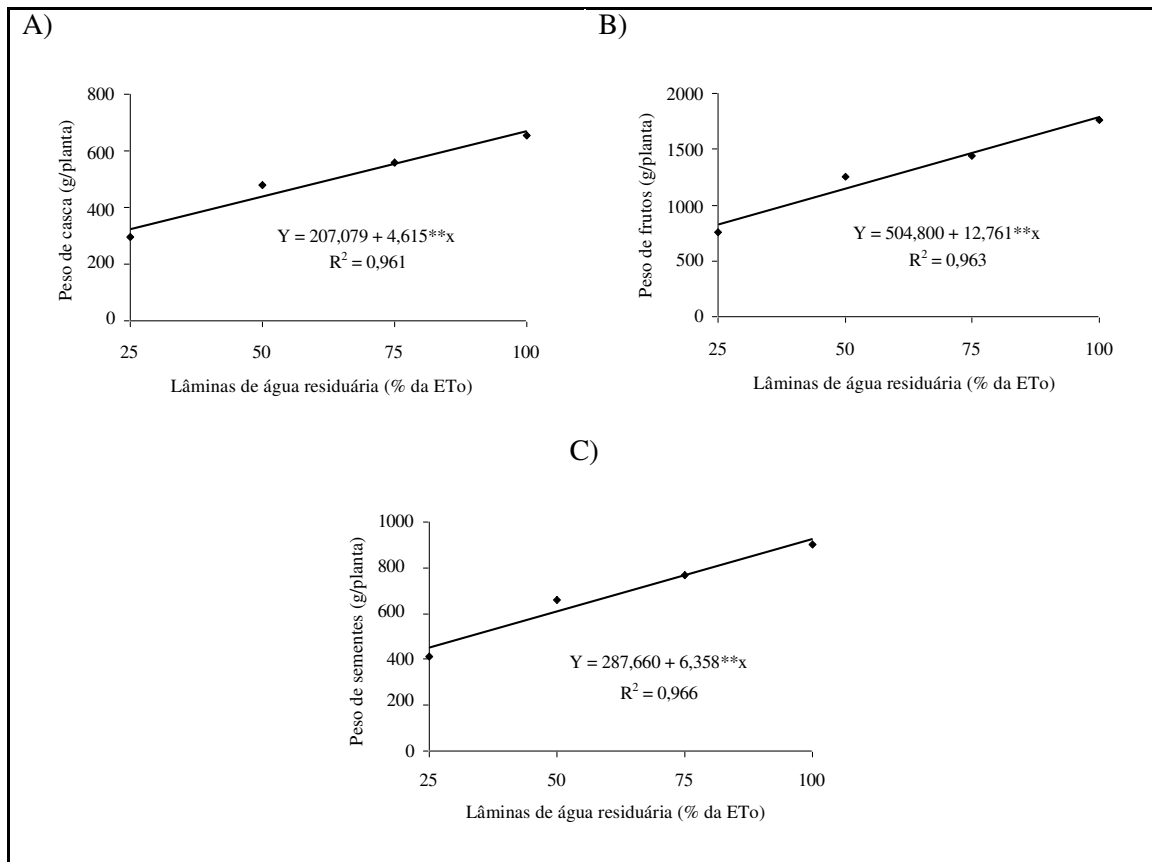 A)
800
600
400
200
0
25 50 75 100
Peso de casca (g/planta)
Y = 207,079 + 4,615**x
R² = 0,961
Lâminas de água residuária (% da ETo)
B)
2000
1500
1000
500
0
25 50 75 100
Peso de frutos (g/planta)
Y = 504,800 + 12,761**x
R² = 0,963
Lâminas de água residuária (% da ETo)
C)
1000
800
600
400
200
0
25 50 75 100
Peso de sementes (g/planta)
Y = 287,660 + 6,358**x
R² = 0,966
Lâminas de água residuária (% da ETo)